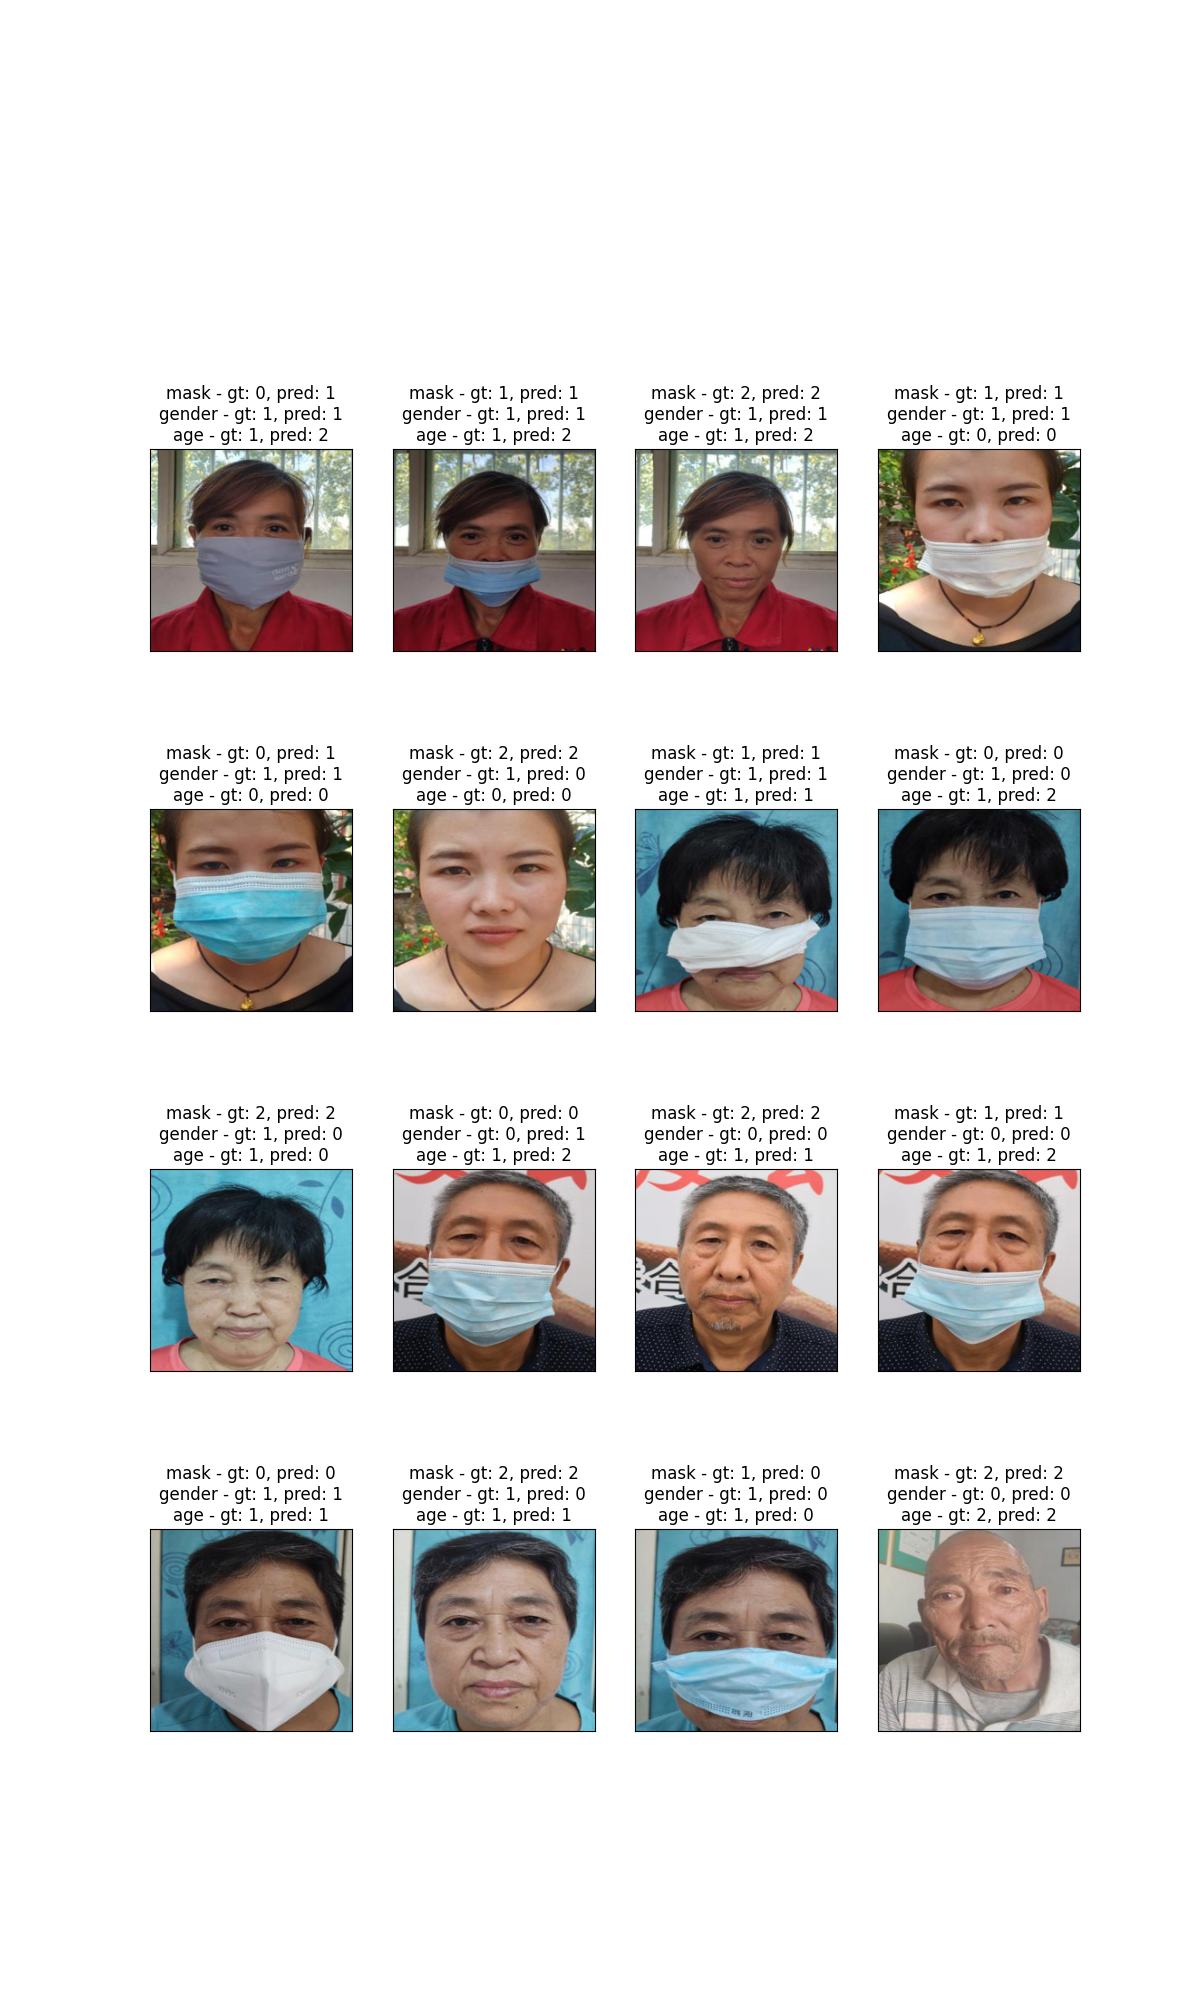 mask - gt: 0, pred: 1
gender - gt: 1, pred: 1
age - gt: 1, pred: 2
mask - gt: 1, pred: 1
gender - gt: 1, pred: 1
age - gt: 1, pred: 2
mask - gt: 2, pred: 2
gender - gt: 1, pred: 1
age - gt: 1, pred: 2
mask - gt: 1, pred: 1
gender - gt: 1, pred: 1
age - gt: 0, pred: 0
mask - gt: 0, pred: 1
gender - gt: 1, pred: 1
age - gt: 0, pred: 0
mask - gt: 2, pred: 2
gender - gt: 1, pred: 0
age - gt: 0, pred: 0
mask - gt: 1, pred: 1
gender - gt: 1, pred: 1
age - gt: 1, pred: 1
mask - gt: 0, pred: 0
gender - gt: 1, pred: 0
age - gt: 1, pred: 2
mask - gt: 2, pred: 2
gender - gt: 1, pred: 0
age - gt: 1, pred: 0
mask - gt: 0, pred: 0
gender - gt: 0, pred: 1
age - gt: 1, pred: 2
合
mask - gt: 2, pred: 2
gender - gt: 0, pred: 0
age - gt: 1, pred: 1
合
mask - gt: 1, pred: 1
gender - gt: 0, pred: 0
age - gt: 1, pred: 2
合
mask - gt: 0, pred: 0
gender - gt: 1, pred: 1
age - gt: 1, pred: 1
mask - gt: 2, pred: 2
gender - gt: 1, pred: 0
age - gt: 1, pred: 1
mask - gt: 1, pred: 0
gender - gt: 1, pred: 0
age - gt: 1, pred: 0
mask - gt: 2, pred: 2
gender - gt: 0, pred: 0
age - gt: 2, pred: 2